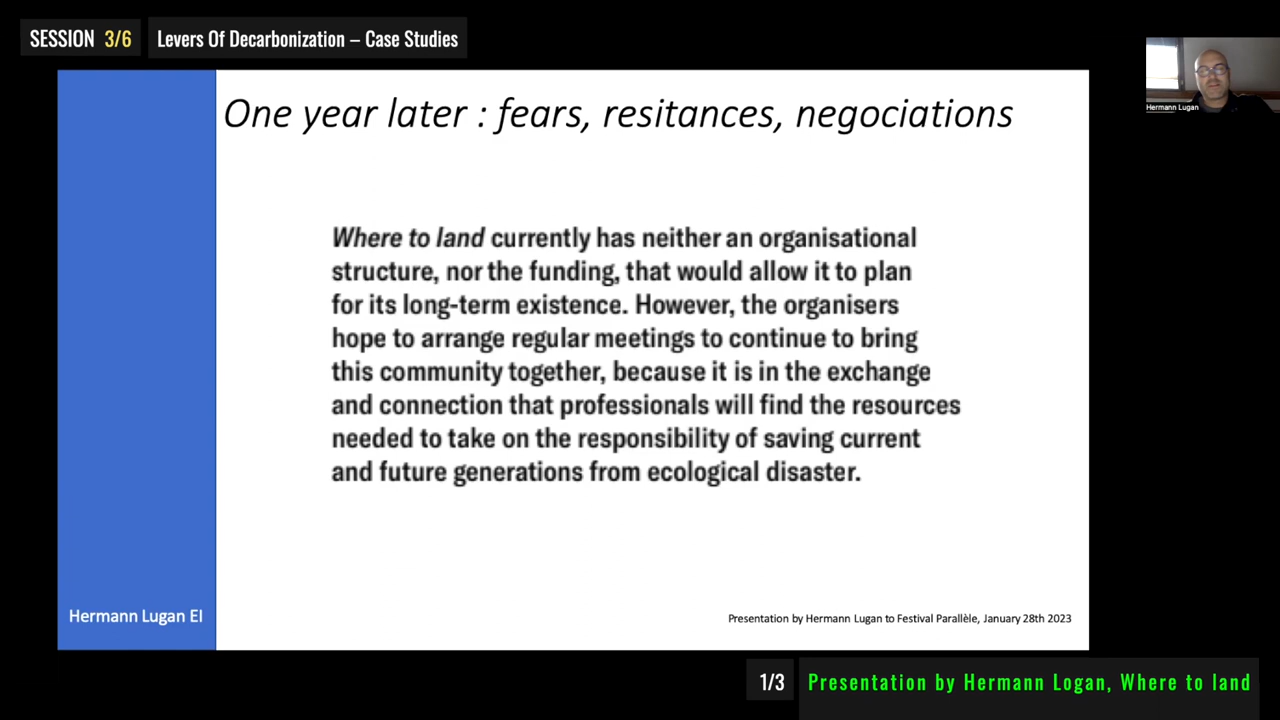 SESSION 3/6 Levers Of Decarbonization – Case Studies
Hermann Lugan
One year later : fears, resitances, negociations
Where to land currently has neither an organisational
structure, nor the funding, that would allow it to plan
for its long-term existence. However, the organisers
hope to arrange regular meetings to continue to bring
this community together, because it is in the exchange
and connection that professionals will find the resources
needed to take on the responsibility of saving current
and future generations from ecological disaster.
Hermann Lugan EI
Presentation by Hermann Lugan to Festival Parallèle, January 28th 2023
1/3 Presentation by Hermann Logan, Where to land